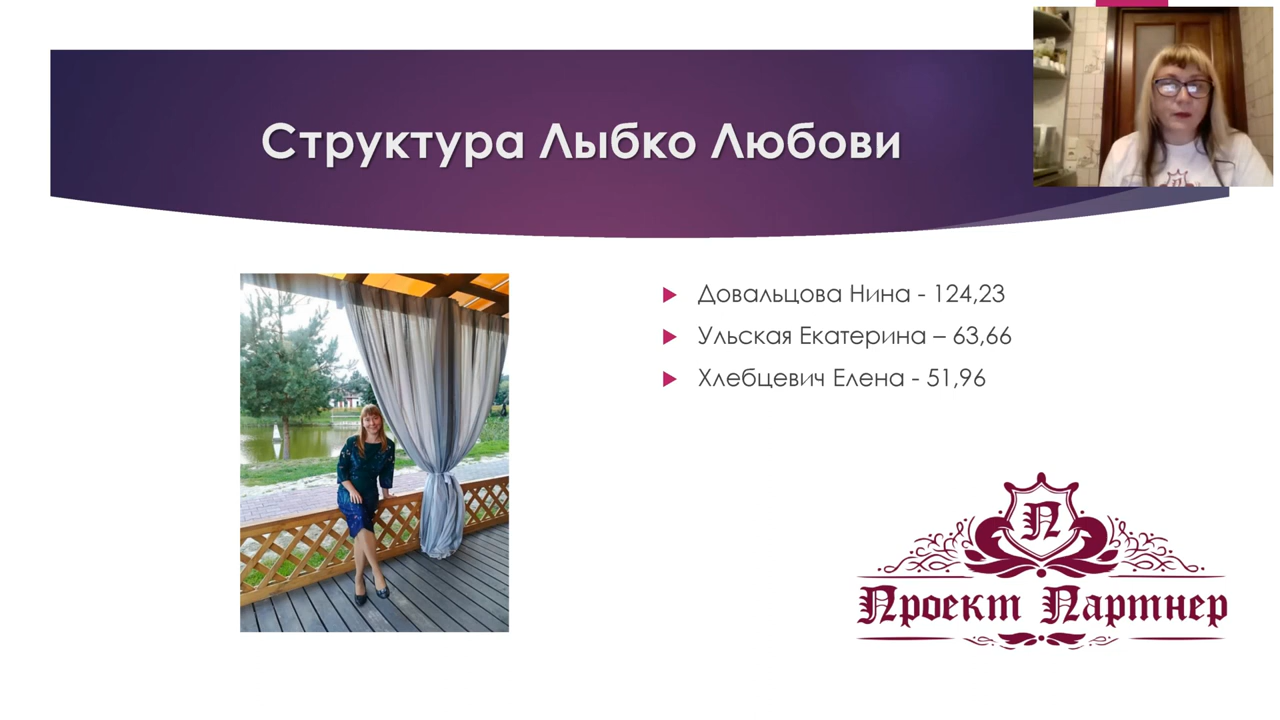 Структура Лыбко Любови
Довальцова Нина - 124,23
Ульская Екатерина – 63,66
Хлебцевич Елена - 51,96
П
Проект Партнер